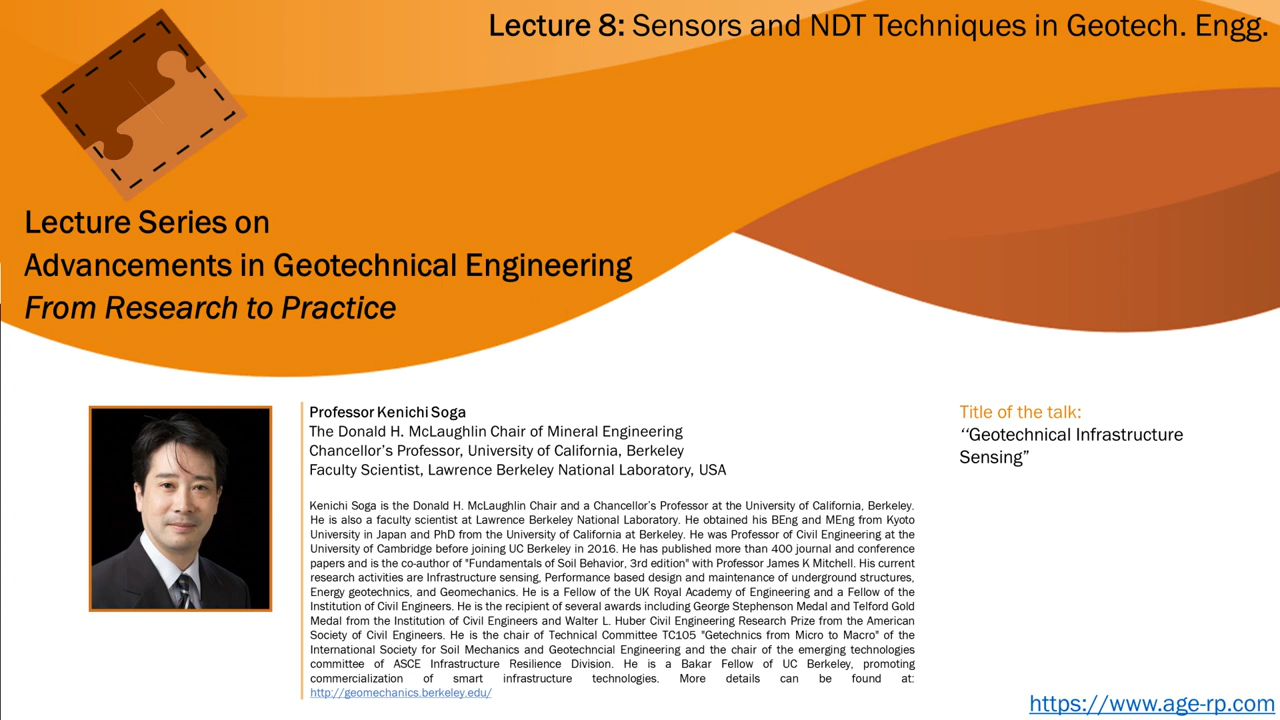 Lecture 8: Sensors and NDT Techniques in Geotech. Engg.
Lecture Series on
Advancements in Geotechnical Engineering
From Research to Practice
Professor Kenichi Soga
The Donald H. McLaughlin Chair of Mineral Engineering
Chancellor's Professor, University of California, Berkeley
Faculty Scientist, Lawrence Berkeley National Laboratory, USA
Kenichi Soga is the Donald H. McLaughlin Chair and a Chancellor's Professor at the University of California, Berkeley.
He is also a faculty scientist at Lawrence Berkeley National Laboratory. He obtained his BEng and MEng from Kyoto
University in Japan and PhD from the University of California at Berkeley. He was Professor of Civil Engineering at the
University of Cambridge before joining UC Berkeley in 2016. He has published more than 400 journal and conference
papers and is the co-author of "Fundamentals of Soil Behavior, 3rd edition" with Professor James K Mitchell. His current
research activities are Infrastructure sensing, Performance based design and maintenance of underground structures,
Energy geotechnics, and Geomechanics. He is a Fellow of the UK Royal Academy of Engineering and a Fellow of the
Institution of Civil Engineers. He is the recipient of several awards including George Stephenson Medal and Telford Gold
Medal from the Institution of Civil Engineers and Walter L. Huber Civil Engineering Research Prize from the American
Society of Civil Engineers. He is the chair of Technical Committee TC105 "Getechnics from Micro to Macro" of the
International Society for Soil Mechanics and Geotechncial Engineering and the chair of the emerging technologies
committee of ASCE Infrastructure Resilience Division. He is a Bakar Fellow of UC Berkeley, promoting
commercialization of smart infrastructure technologies. More details can be found at:
http://geomechanics.berkeley.edu/
Title of the talk:
“Geotechnical Infrastructure
Sensing”
https://www.age-rp.com